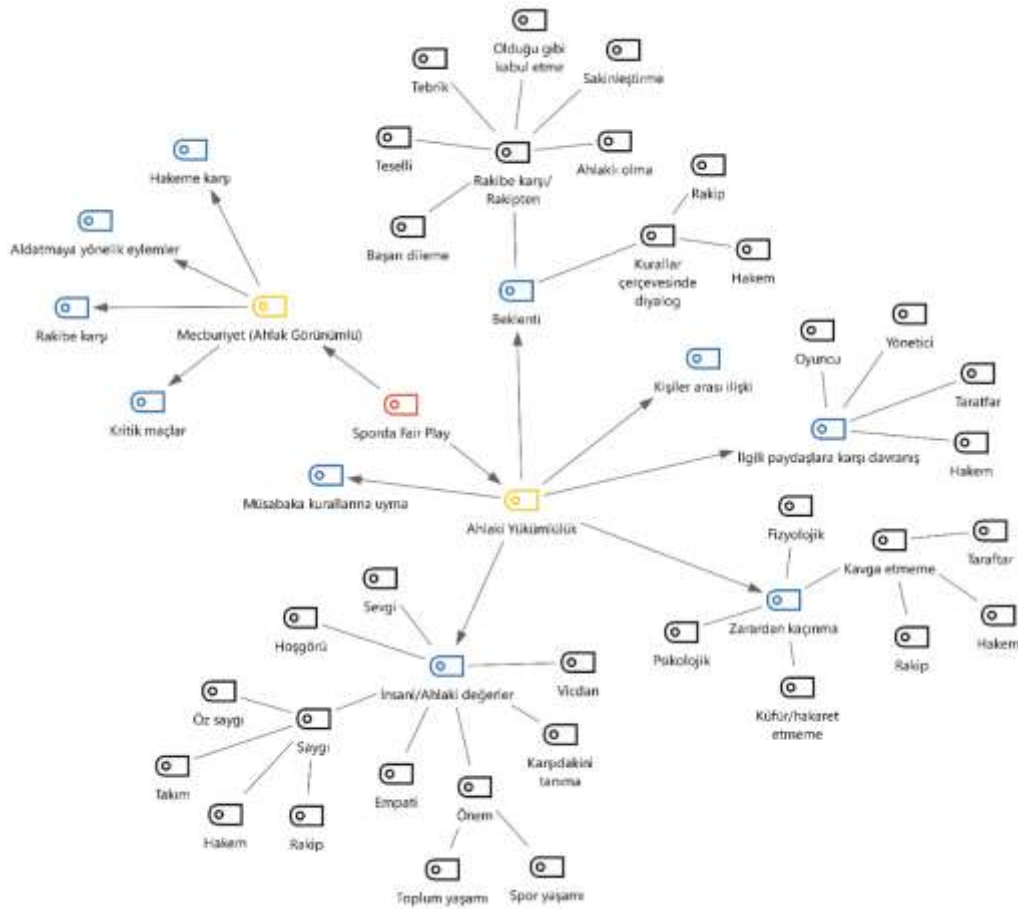 Olduğu gibi
kabul etme
Tebrik
Sakinleştirme
Teselli
Rakibe karşı/
Rakipten
Ahlaklı olma
Hakeme karşı
Rakip
Aldatmaya yönelik eylemler
Başarı dileme
Kurallar
çerçevesinde
diyalog
Hakem
Rakibe karşı
Mecburiyet (Ahlak Görünümlü)
Beklenti
Oyuncu
Yönetici
Kişiler arası ilişki
Taratfar
Kritik maçlar
Sporda Fair Play
İlgili paydaşlara karşı davranış
Hakem
Müsabaka kurallarına uyma
Ahlaki Yükümlülük
Fizyolojik
Kavga etmeme
Taraftar
Sevgi
Zarardan kaçınma
Hoşgörü
Psikolojik
Rakip
Hakem
İnsani/Ahlaki değerler
Vicdan
Öz saygı
Küfür/hakaret
etmeme
Saygı
Karşıdakini
tanıma
Takım
Empati
Önem
Hakem
Rakip
Toplum yaşamı
Spor yaşamı